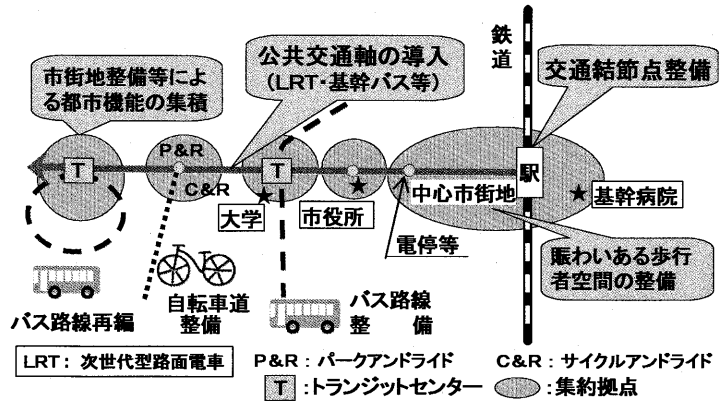 鉄道
市街地整備等によ
る都市機能の集積
公共交通軸の導入
(LRT・基幹バス等)
交通結節点整備
P&R
T
T
駅
C&R
大学
市役所
中心市街地
基幹病院
電停等
賑わいある歩行
者空間の整備
バス路線再編
自転車道
整備
バス路線
整 備
LRT: 次世代型路面電車
P&R: パークアンドライド
C&R: サイクルアンドライド
T :トランジットセンター
:集約拠点